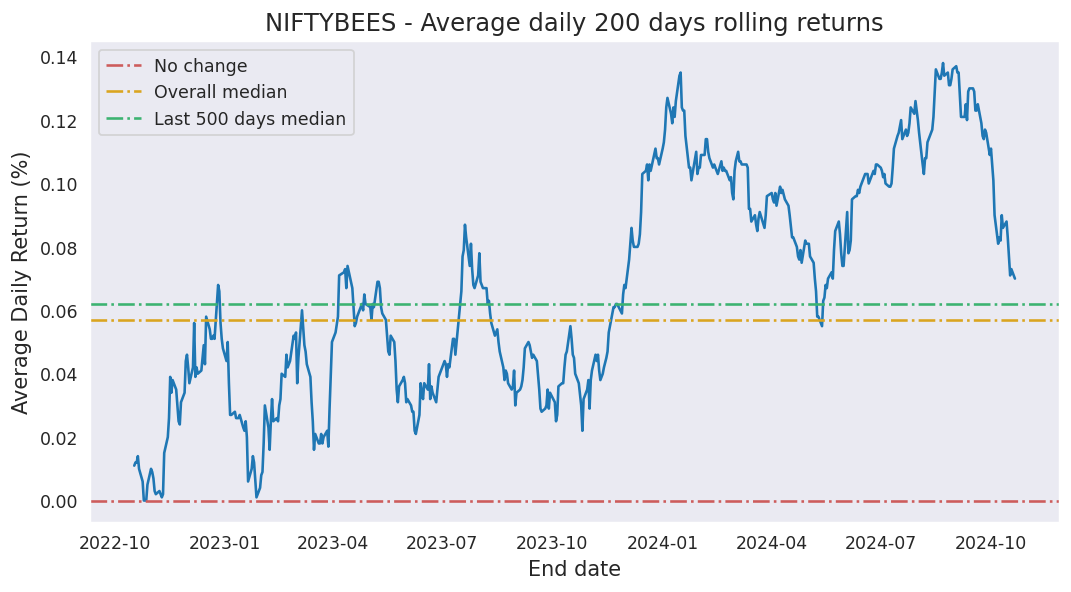 NIFTYBEES - Average daily 200 days rolling returns
No change
Overall median
Last 500 days median
Average Daily Return (%)
0.14
0.12
0.10
0.08
0.06
0.04
0.02
0.00
2022-10 2023-01 2023-04 2023-07 2023-10 2024-01 2024-04 2024-07 2024-10
End date